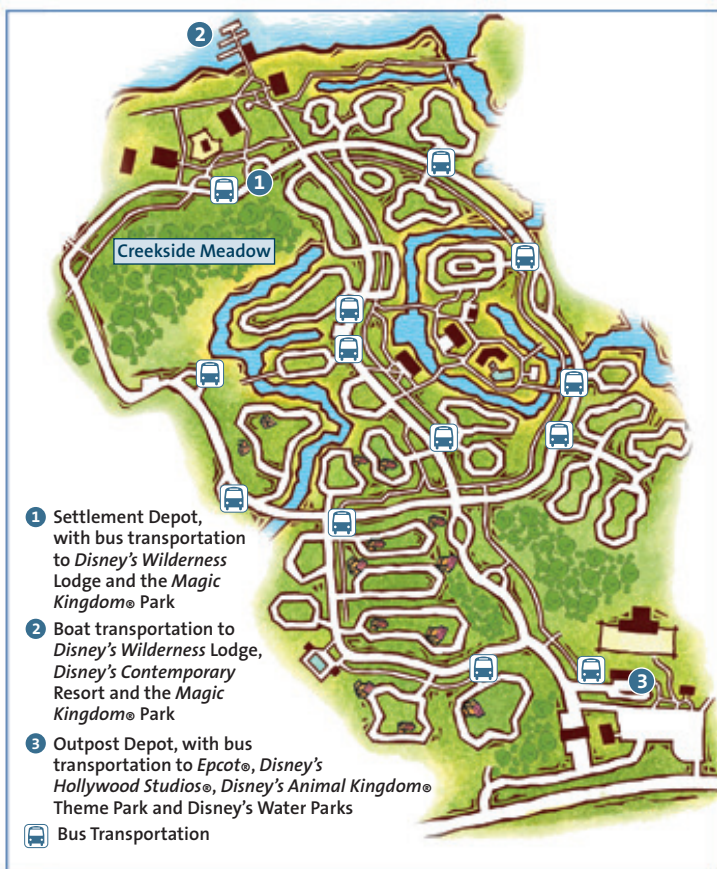 2
1
Creekside Meadow
1 Settlement Depot,
with bus transportation
to Disney's Wilderness
Lodge and the Magic
Kingdom® Park
2 Boat transportation to
Disney's Wilderness Lodge,
Disney's Contemporary
Resort and the Magic
Kingdom® Park
3
3 Outpost Depot, with bus
transportation to Epcot®, Disney's
Hollywood Studios®, Disney's Animal Kingdom®
Theme Park and Disney's Water Parks
Bus Transportation